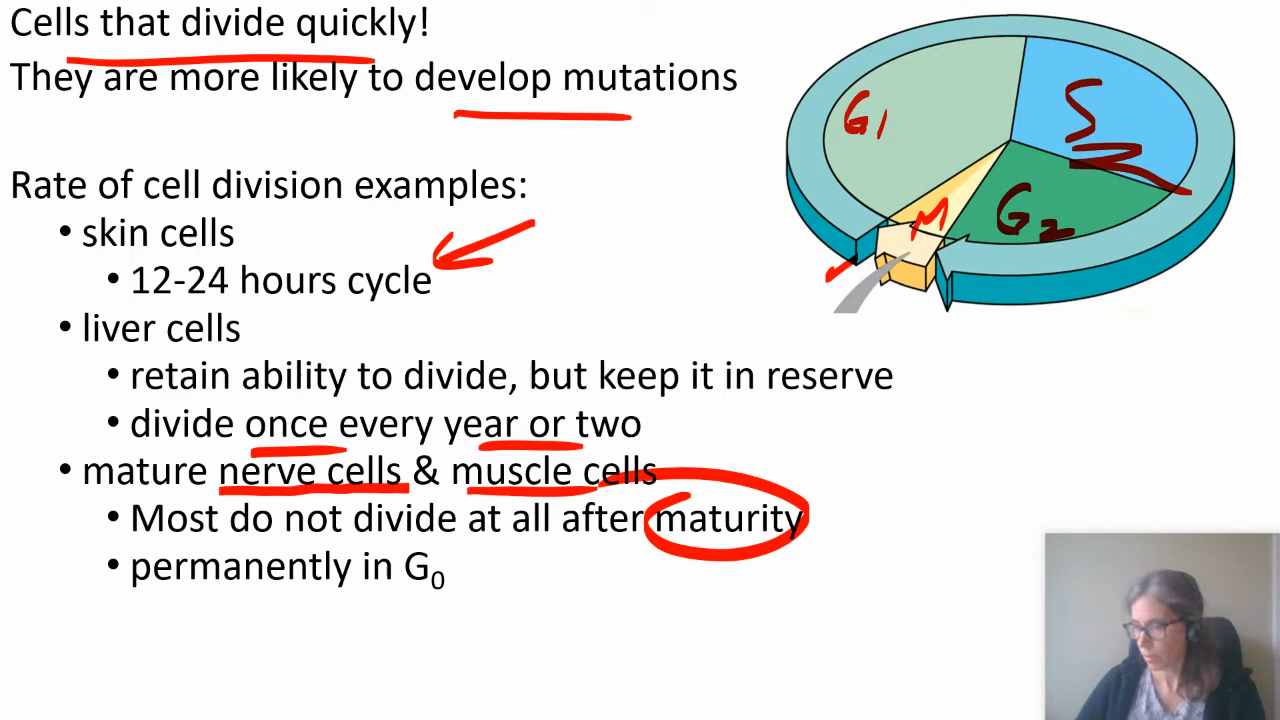 Cells that divide quickly!
They are more likely to develop mutations
Rate of cell division examples:
• skin cells
• 12-24 hours cycle
• liver cells
• retain ability to divide, but keep it in reserve
• divide once every year or two
• mature nerve cells & muscle cells
• Most do not divide at all after maturity
• permanently in G₀
G1
S
G2
M